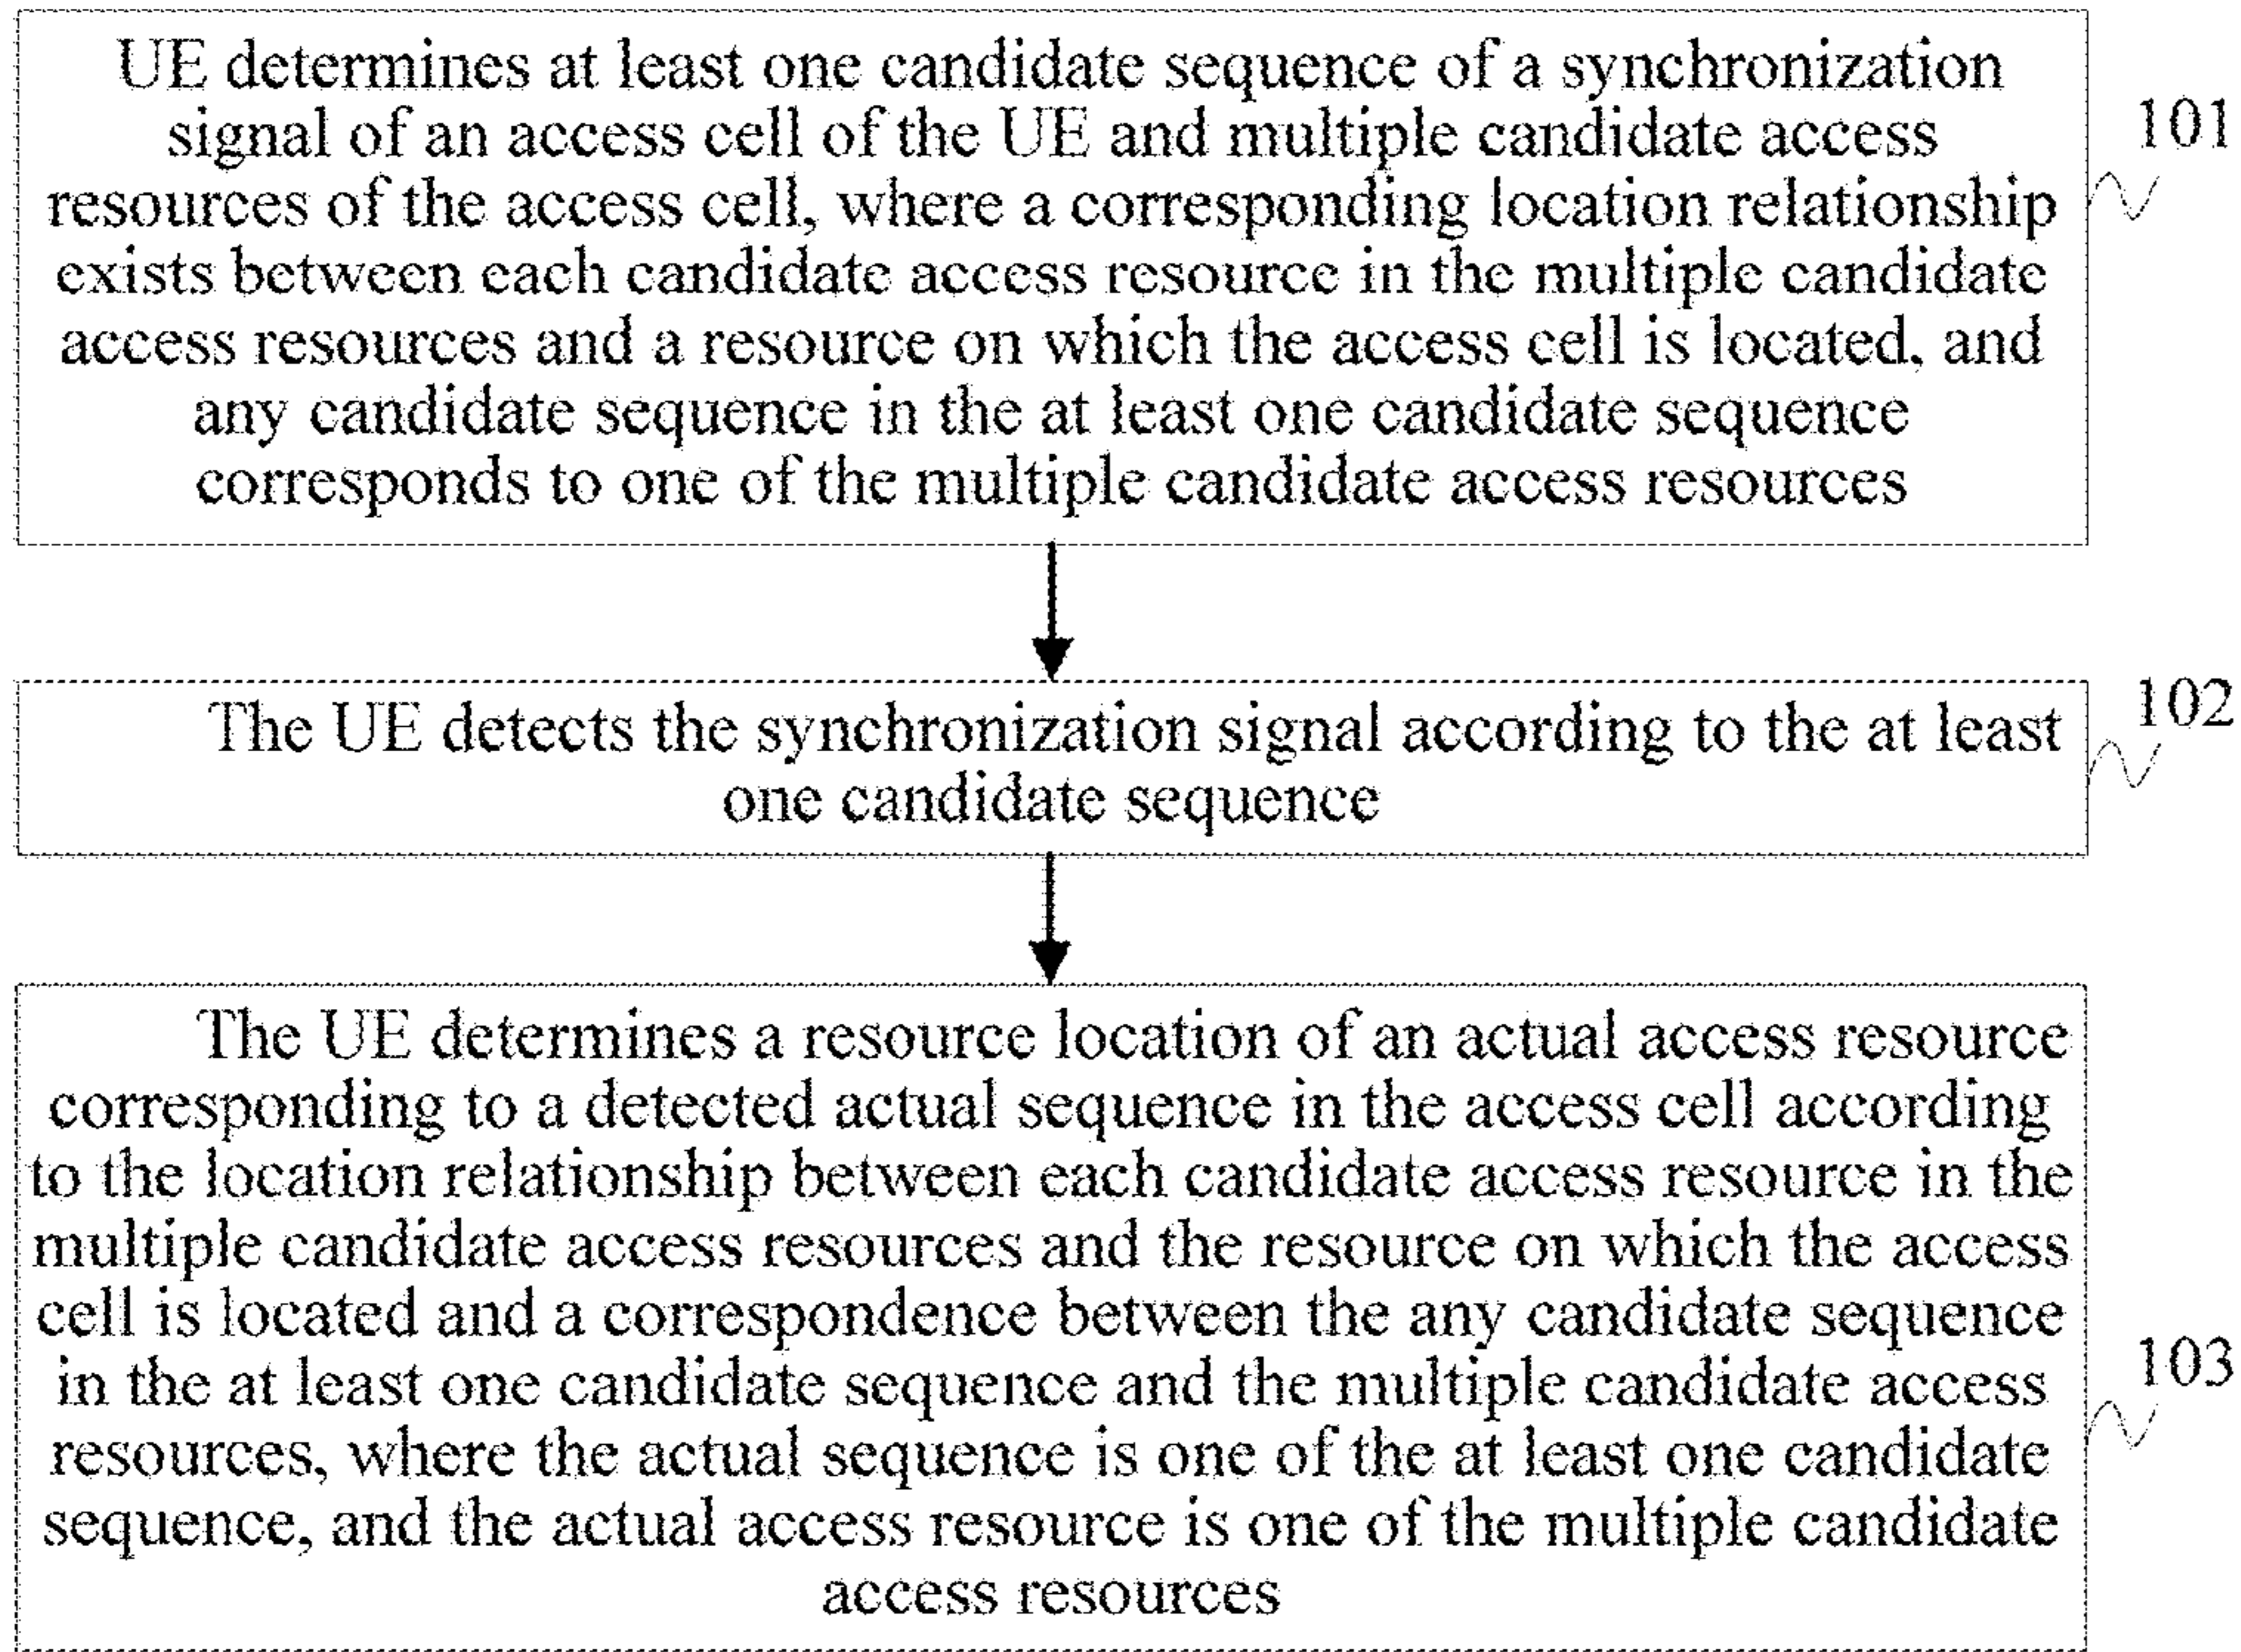 UE determines at least one candidate sequence of a synchronization
signal of an access cell of the UE and multiple candidate access
resources of the access cell, where a corresponding location relationship
exists between each candidate access resource in the multiple candidate
access resources and a resource on which the access cell is located, and
any candidate sequence in the at least one candidate sequence
corresponds to one of the multiple candidate access resources
101
The UE detects the synchronization signal according to the at least
one candidate sequence
102
The UE determines a resource location of an actual access resource
corresponding to a detected actual sequence in the access cell according
to the location relationship between each candidate access resource in the
multiple candidate access resources and the resource on which the access
cell is located and a correspondence between the any candidate sequence
in the at least one candidate sequence and the multiple candidate access
resources, where the actual sequence is one of the at least one candidate
sequence, and the actual access resource is one of the multiple candidate
access resources
103